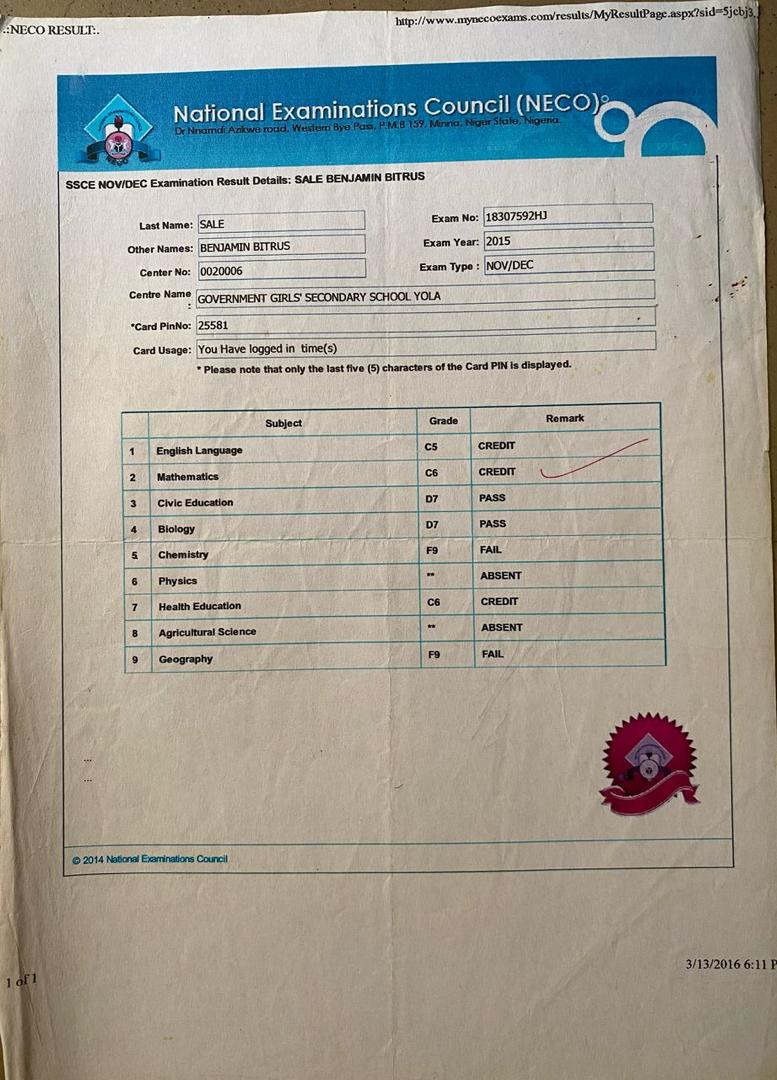 .:NECO RESULT:.
http://www.mynecoexams.com/results/MyResultPage.aspx?sid=5jcbj3
National Examinations Council (NECO)
Dr Nnamdi Azikwe road, Western Bye Pass, P.M.B 159, Minna, Niger State, Nigeria.
SSCE NOV/DEC Examination Result Details: SALE BENJAMIN BITRUS
Last Name: SALE
Exam No: 18307592HJ
Other Names: BENJAMIN BITRUS
Exam Year: 2015
Center No: 0020006
Exam Type : NOV/DEC
Centre Name : GOVERNMENT GIRLS' SECONDARY SCHOOL YOLA
*Card PinNo: 25581
Card Usage: You Have logged in time(s)
* Please note that only the last five (5) characters of the Card PIN is displayed.
Subject Grade Remark
1 English Language C5 CREDIT
2 Mathematics C6 CREDIT
3 Civic Education D7 PASS
4 Biology D7 PASS
5 Chemistry F9 FAIL
6 Physics ** ABSENT
7 Health Education C6 CREDIT
8 Agricultural Science ** ABSENT
9 Geography F9 FAIL
...
...
© 2014 National Examinations Council
1 of 1
3/13/2016 6:11 P